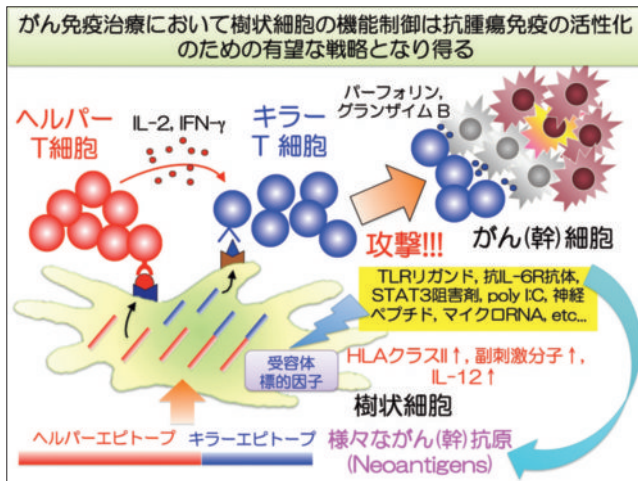 がん免疫治療において樹状細胞の機能制御は抗腫瘍免疫の活性化
のための有望な戦略となり得る
ヘルパー
T細胞
IL-2, IFN-γ
キラー
T 細胞
パーフォリン,
グランザイム B
攻撃!!!
がん(幹)細胞
TLRリガンド, 抗IL-6R抗体,
STAT3阻害剤, poly I:C, 神経
ペプチド, マイクロRNA, etc...
受容体
標的因子
HLAクラスII↑, 副刺激分子↑,
IL-12↑
樹状細胞
ヘルパーエピトープ
キラーエピトープ
様々ながん(幹)抗原
(Neoantigens)